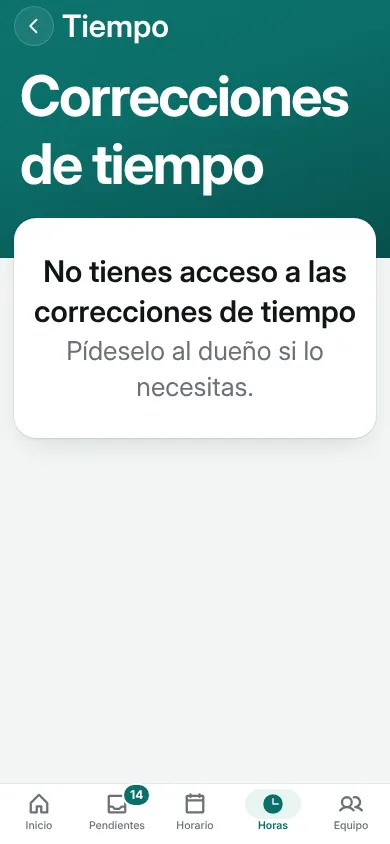 Tiempo
Correcciones
de tiempo
No tienes acceso a las
correcciones de tiempo
Pídeselo al dueño si lo
necesitas.
14
Inicio
Pendientes
Horario
Horas
Equipo